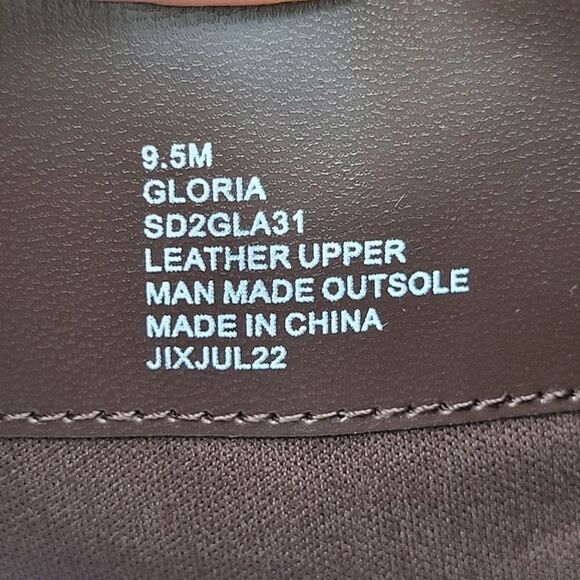 9.5M
GLORIA
SD2GLA31
LEATHER UPPER
MAN MADE OUTSOLE
MADE IN CHINA
JIXJUL22